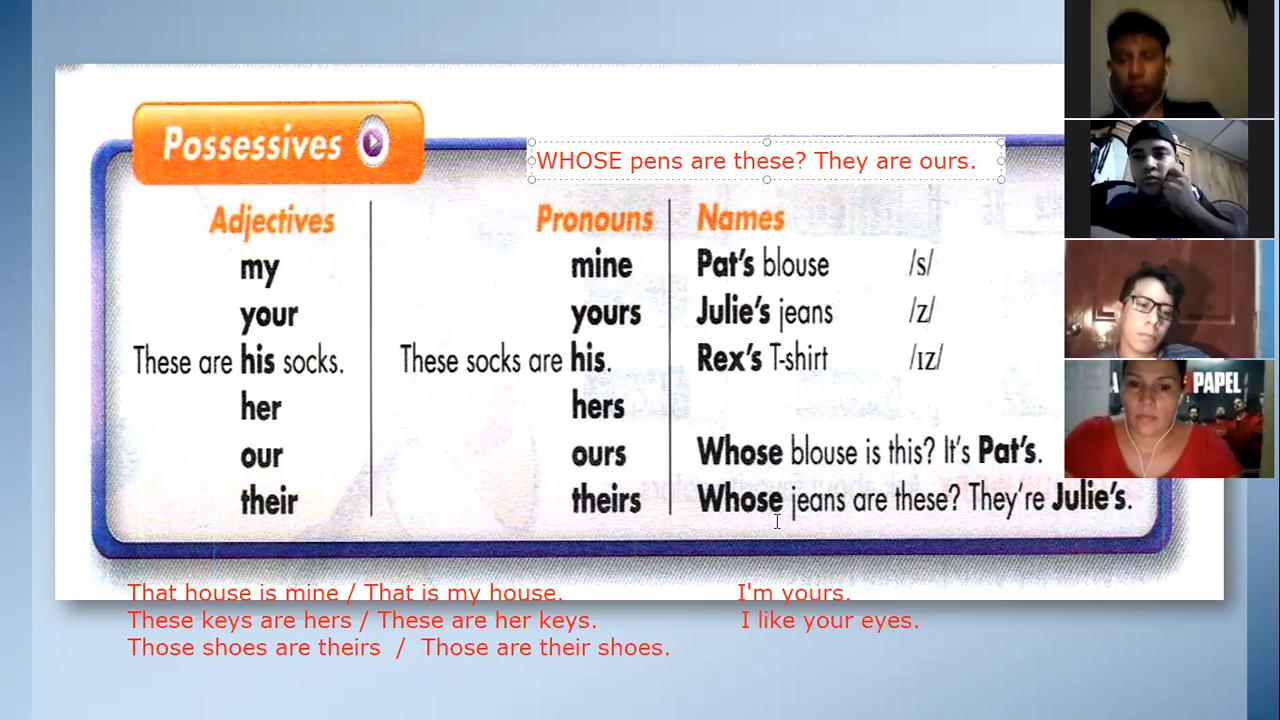 Possessives
WHOSE pens are these? They are ours.
Adjectives Pronouns Names
my mine Pat's blouse /s/
your yours Julie's jeans /z/
These are his socks. These socks are his. Rex's T-shirt /ɪz/
her hers
our ours Whose blouse is this? It's Pat's.
their theirs Whose jeans are these? They're Julie's.
That house is mine / That is my house. I'm yours.
These keys are hers / These are her keys. I like your eyes.
Those shoes are theirs / Those are their shoes.
PAPEL